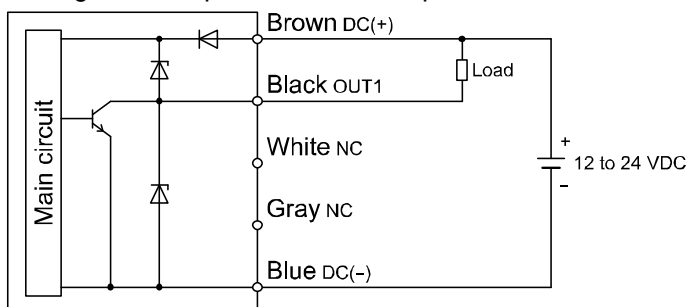 Brown DC(+)
Load
Black OUT1
White NC
Gray NC
Blue DC(−)
Main circuit
+
12 to 24 VDC
−